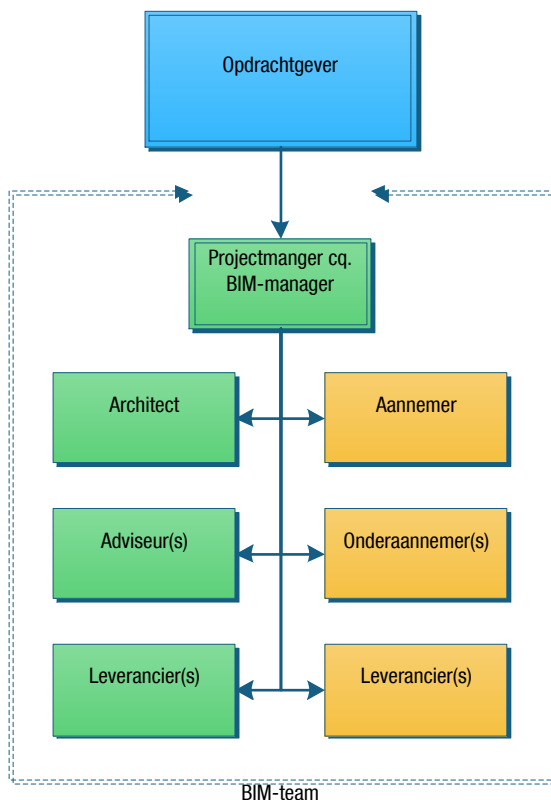 Opdrachtgever
Projectmanger cq.
BIM-manager
Architect
Aannemer
Adviseur(s)
Onderaannemer(s)
Leverancier(s)
Leverancier(s)
BIM-team